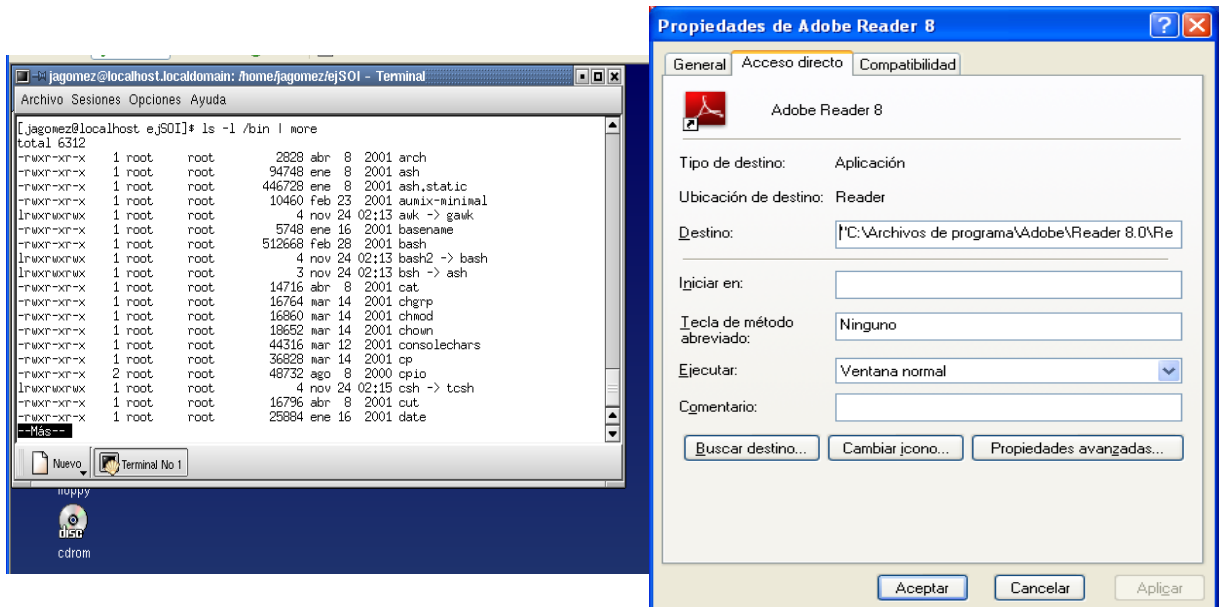 jagomez@localhost.localdomain: /home/jagomez/ejSOI - Terminal
Archivo Sesiones Opciones Ayuda
[jagomez@localhost ejSOI]$ ls -l /bin | more
total 6312
-rwxr-xr-x 1 root root 2828 abr 8 2001 arch
-rwxr-xr-x 1 root root 94748 ene 8 2001 ash
-rwxr-xr-x 1 root root 446728 ene 8 2001 ash.static
-rwxr-xr-x 1 root root 10460 feb 23 2001 aumix-minimal
lrwxrwxrwx 1 root root 4 nov 24 02:13 awk -> gawk
-rwxr-xr-x 1 root root 5748 ene 16 2001 basename
-rwxr-xr-x 1 root root 512668 feb 28 2001 bash
lrwxrwxrwx 1 root root 4 nov 24 02:13 bash2 -> bash
lrwxrwxrwx 1 root root 3 nov 24 02:13 bsh -> ash
-rwxr-xr-x 1 root root 14716 abr 8 2001 cat
-rwxr-xr-x 1 root root 16764 mar 14 2001 chgrp
-rwxr-xr-x 1 root root 16860 mar 14 2001 chmod
-rwxr-xr-x 1 root root 18652 mar 14 2001 chown
-rwxr-xr-x 1 root root 44316 mar 12 2001 consolechars
-rwxr-xr-x 1 root root 36828 mar 14 2001 cp
-rwxr-xr-x 2 root root 48732 ago 8 2000 cpio
lrwxrwxrwx 1 root root 4 nov 24 02:15 csh -> tcsh
-rwxr-xr-x 1 root root 16796 abr 8 2001 cut
-rwxr-xr-x 1 root root 25884 ene 16 2001 date
--Más--
Nuevo Terminal No 1
floppy
disc
cdrom
Propiedades de Adobe Reader 8
General Acceso directo Compatibilidad
Adobe Reader 8
Tipo de destino: Aplicación
Ubicación de destino: Reader
Destino: "C:\Archivos de programa\Adobe\Reader 8.0\Re
Iniciar en:
Tecla de método abreviado: Ninguno
Ejecutar: Ventana normal
Comentario:
Buscar destino... Cambiar icono... Propiedades avanzadas...
Aceptar Cancelar Aplicar